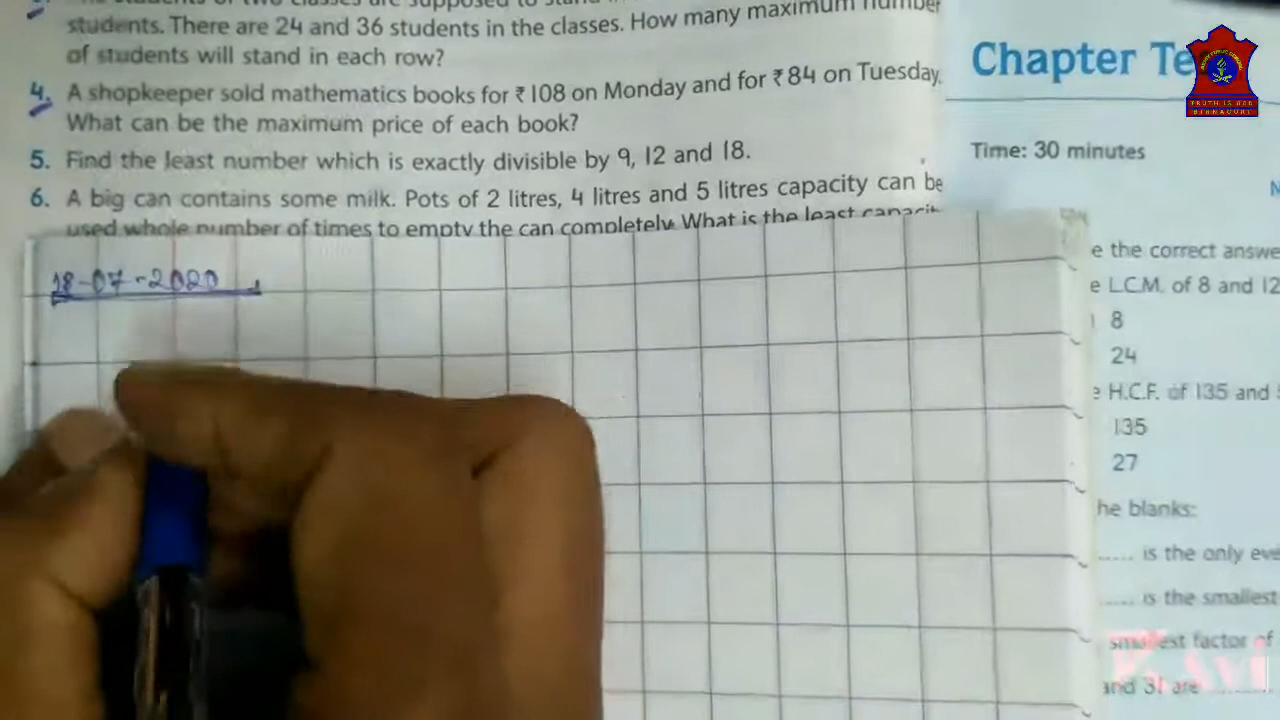 students. There are 24 and 36 students in the classes. How many maximum number
of students will stand in each row?
4. A shopkeeper sold mathematics books for ₹108 on Monday and for ₹84 on Tuesday.
What can be the maximum price of each book?
5. Find the least number which is exactly divisible by 9, 12 and 18.
6. A big can contains some milk. Pots of 2 litres, 4 litres and 5 litres capacity can be
used whole number of times to empty the can completely. What is the least
18-07-2020
Chapter Te
TRUTH IS GOD
Time: 30 minutes
e the correct answe
e L.C.M. of 8 and 12
8
24
e H.C.F. of 135 and
135
27
he blanks:
..... is the only eve
..... is the smallest
smallest factor of
and 31 are